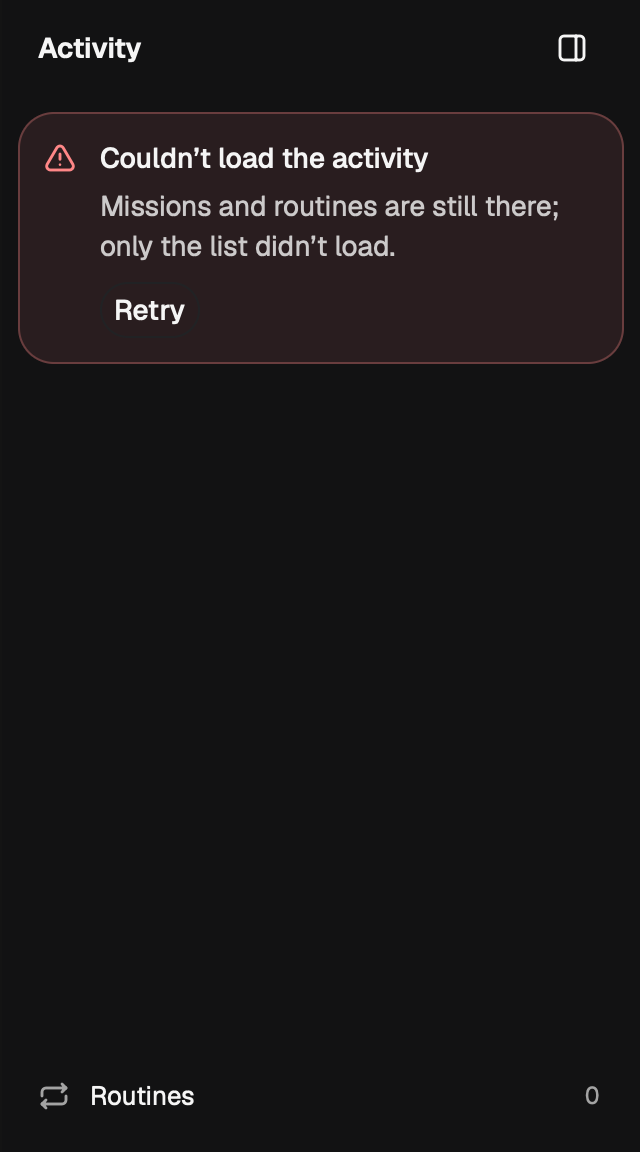 Activity
Couldn’t load the activity
Missions and routines are still there;
only the list didn’t load.
Retry
Routines 0